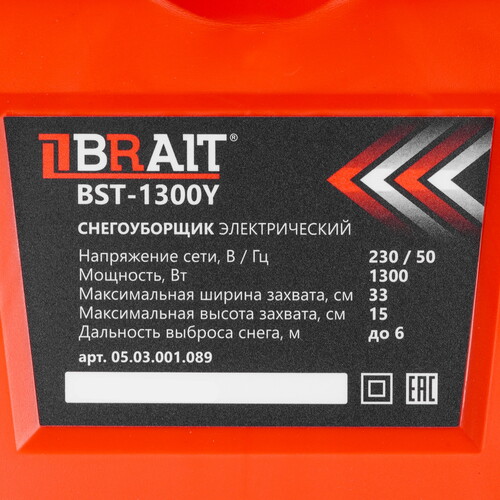 BRAIT®
BST-1300Y
СНЕГОУБОРЩИК ЭЛЕКТРИЧЕСКИЙ
Напряжение сети, В / Гц 230 / 50
Мощность, Вт 1300
Максимальная ширина захвата, см 33
Максимальная высота захвата, см 15
Дальность выброса снега, м до 6
арт. 05.03.001.089
EAC